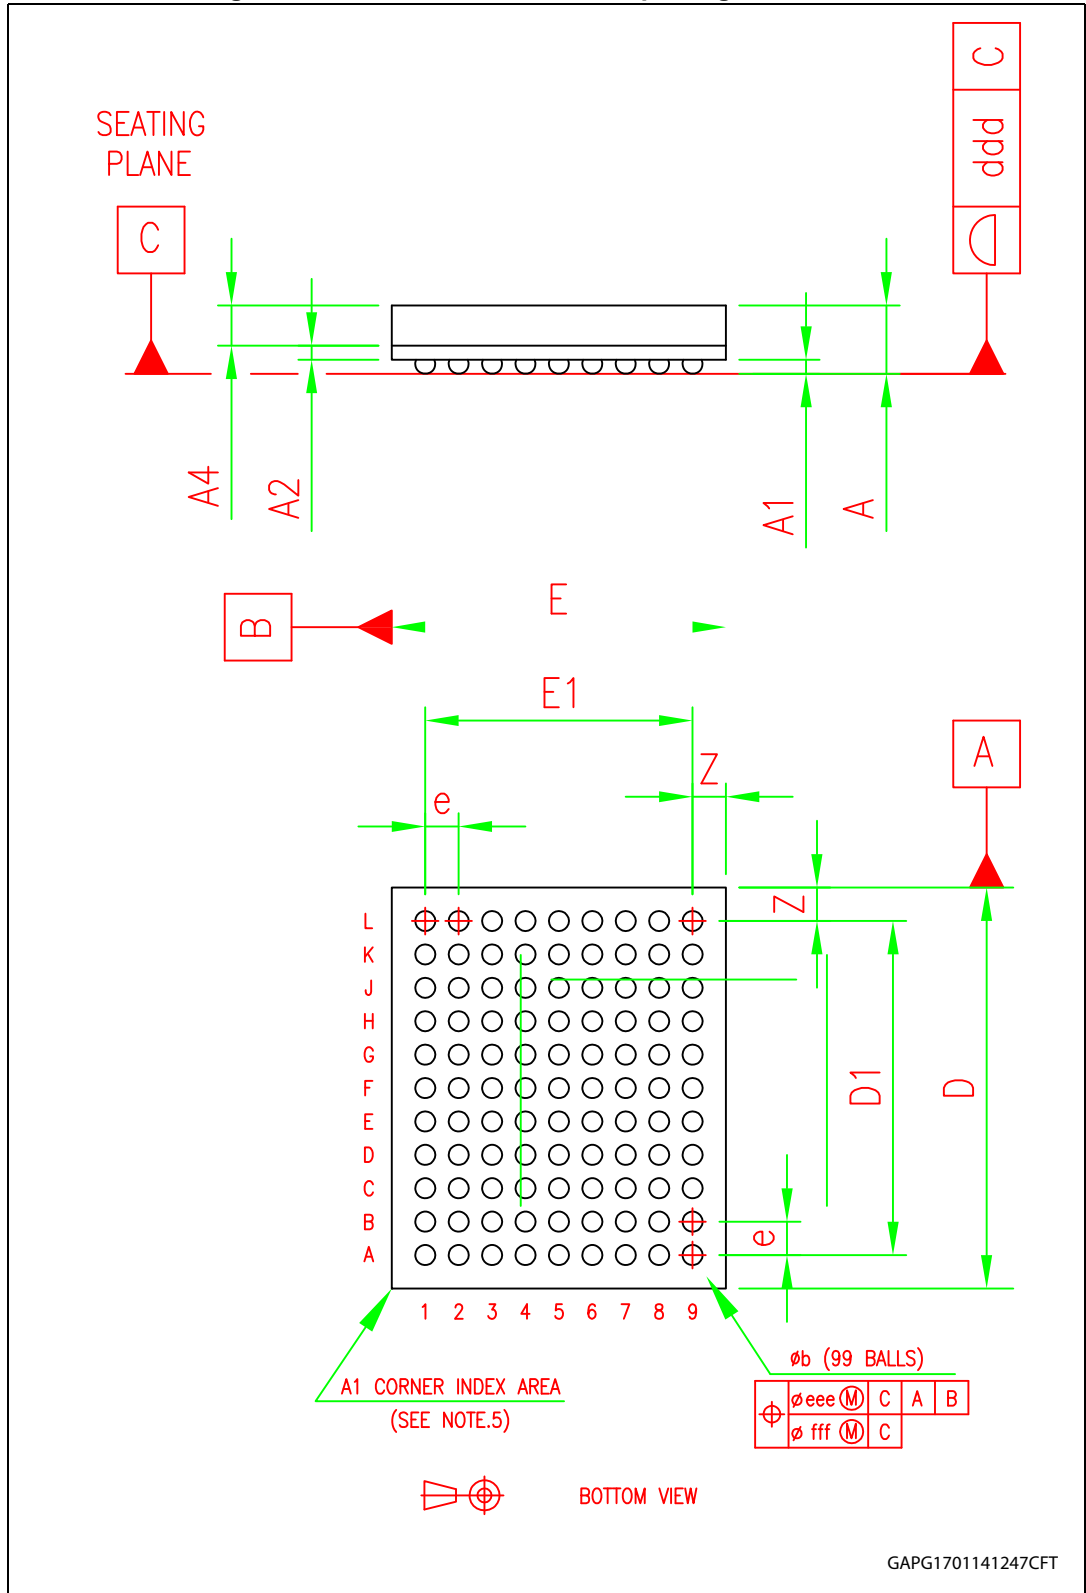 SEATING
PLANE
C
ddd
C
A4
A2
A1
A
B
E
E1
e
Z
A
Z
L
K
J
H
G
F
E
D
C
B
A
D1
D
e
1 2 3 4 5 6 7 8 9
øb (99 BALLS)
A1 CORNER INDEX AREA
(SEE NOTE.5)
ø eee Ⓜ C A B
ø fff Ⓜ C
BOTTOM VIEW
GAPG1701141247CFT